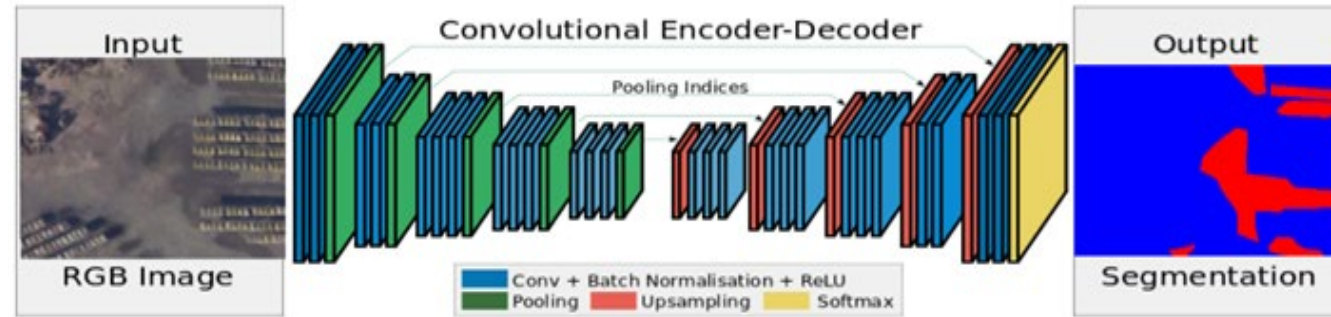 Input
RGB Image
Convolutional Encoder-Decoder
Pooling Indices
Conv + Batch Normalisation + ReLU
Pooling Upsampling Softmax
Output
Segmentation